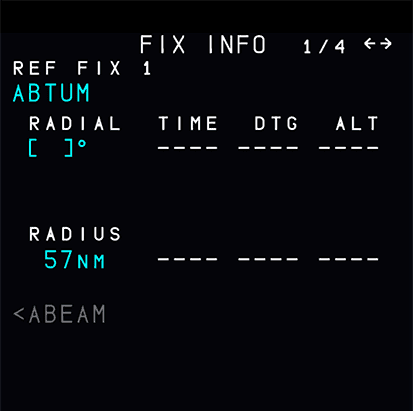 FIX INFO 1/4 ←→
REF FIX 1
ABTUM
RADIAL TIME DTG ALT
[ ]° ---- ---- ----
RADIUS
57NM ---- ---- ----
<ABEAM